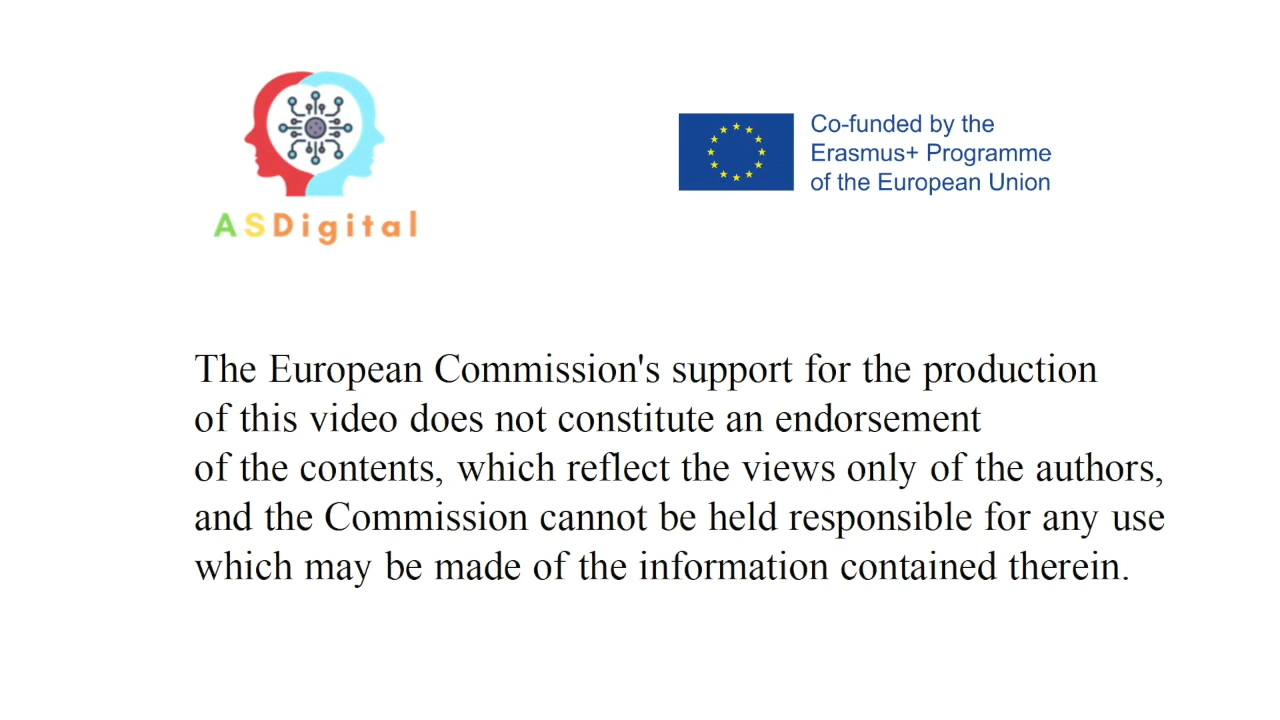 ASDigital
Co-funded by the
Erasmus+ Programme
of the European Union
The European Commission's support for the production
of this video does not constitute an endorsement
of the contents, which reflect the views only of the authors,
and the Commission cannot be held responsible for any use
which may be made of the information contained therein.